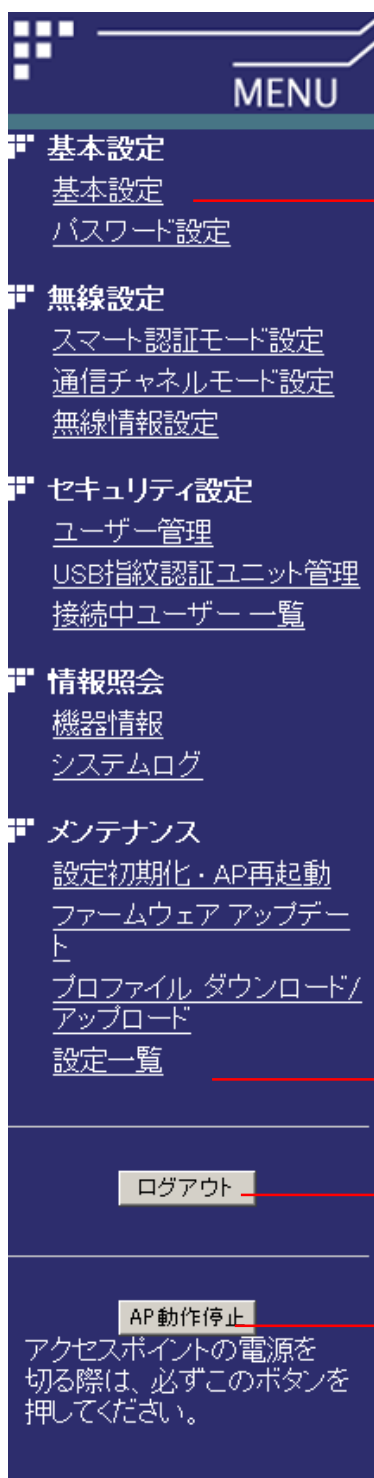 MENU
基本設定
基本設定
パスワード設定
無線設定
スマート認証モード設定
通信チャネルモード設定
無線情報設定
セキュリティ設定
ユーザー管理
USB指紋認証ユニット管理
接続中ユーザー 一覧
情報照会
機器情報
システムログ
メンテナンス
設定初期化・AP再起動
ファームウェア アップデー
ト
プロファイル ダウンロード/
アップロード
設定一覧
ログアウト
AP動作停止
アクセスポイントの電源を
切る際は、必ずこのボタンを
押してください。